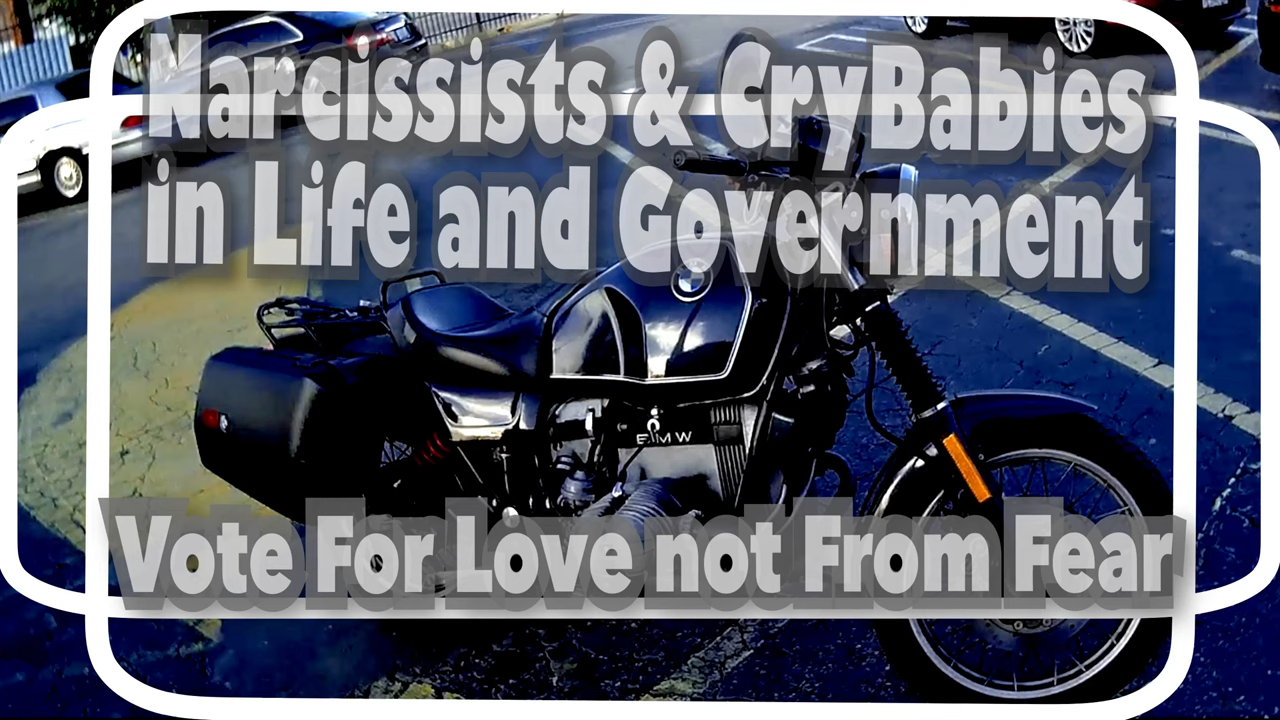 Narcissists & CryBabies
in Life and Government
BMW
Vote For Love not From Fear